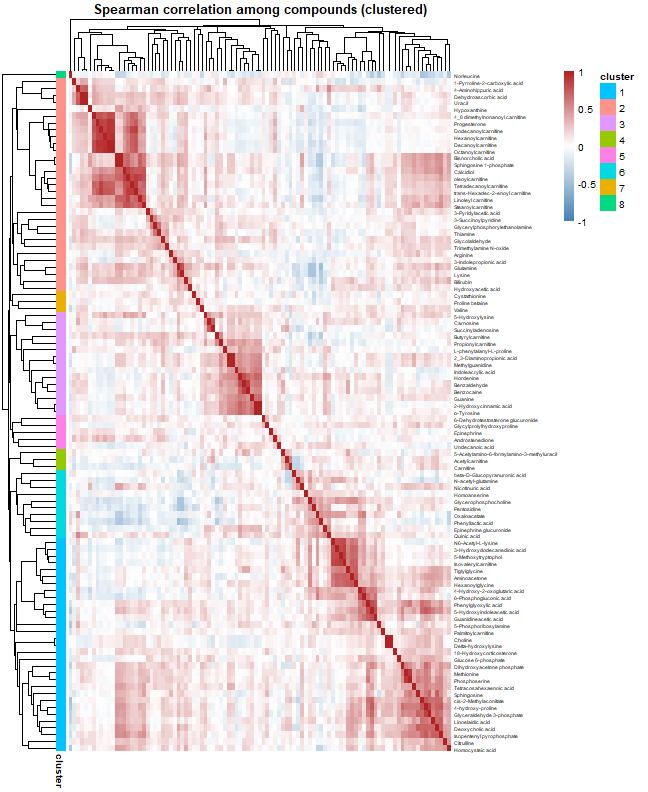 Spearman correlation among compounds (clustered)
Norleucine
1-Pyrroline-2-carboxylic acid
4-Aminohippuric acid
Dehydroascorbic acid
Uracil
Hypoxanthine
4_8 dimethylnonanoyl carnitine
Progesterone
Dodecanoylcarnitine
Hexanoylcarnitine
Decanoylcarnitine
Octanoylcarnitine
Bisnorcholic acid
Sphingosine 1-phosphate
Calcidiol
oleoylcarnitine
Tetradecanoylcarnitine
trans-Hexadec-2-enoyl carnitine
Linoleyl carnitine
Stearoylcarnitine
3-Pyridylacetic acid
3-Succinoylpyridine
Glycerylphosphorylethanolamine
Thiamine
Glycolaldehyde
Trimethylamine N-oxide
Arginine
3-Indolepropionic acid
Glutamine
Lysine
Bilirubin
Hydroxyacetic acid
Cystathionine
Proline betaine
Valine
5-Hydroxylysine
Carnosine
Succinyladenosine
Butyrylcarnitine
Propionylcarnitine
L-phenylalanyl-L-proline
2_3-Diaminopropionic acid
Methylguanidine
Indoleacrylic acid
Hordenine
Benzaldehyde
Benzocaine
Guanine
2-Hydroxycinnamic acid
o-Tyrosine
6-Dehydrotestosterone glucuronide
Glycylprolylhydroxyproline
Epinephrine
Androstenedione
Undecanoic acid
5-Acetylamino-6-formylamino-3-methyluracil
Acetylcarnitine
Carnitine
beta-D-Glucopyranuronic acid
N-acetyl-glutamine
Nicotinuric acid
Homoanserine
Glycerophosphocholine
Pentosidine
Oxaloacetate
Phenyllactic acid
Epinephrine glucuronide
Quinic acid
N6-Acetyl-L-lysine
3-Hydroxydodecanedioic acid
5-Methoxytryptophol
Isovalerylcarnitine
Tiglylglycine
Aminoacetone
Hexanoylglycine
4-Hydroxy-2-oxoglutaric acid
6-Phosphogluconic acid
Phenylglyoxylic acid
5-Hydroxyindoleacetic acid
Guanidineacetic acid
5-Phosphoribosylamine
Palmitoylcarnitine
Choline
Delta-hydroxylysine
18-Hydroxycorticosterone
Glucose 6-phosphate
Dihydroxyacetone phosphate
Methionine
Phosphoserine
Tetracosahexaenoic acid
Sphingosine
cis-2-Methylaconitate
4-hydroxy-proline
Glyceraldehyde 3-phosphate
Linoelaidic acid
Deoxycholic acid
Isopentenyl pyrophosphate
Citrulline
Homocysteic acid
1
0.5
0
-0.5
-1
cluster
1
2
3
4
5
6
7
8
cluster